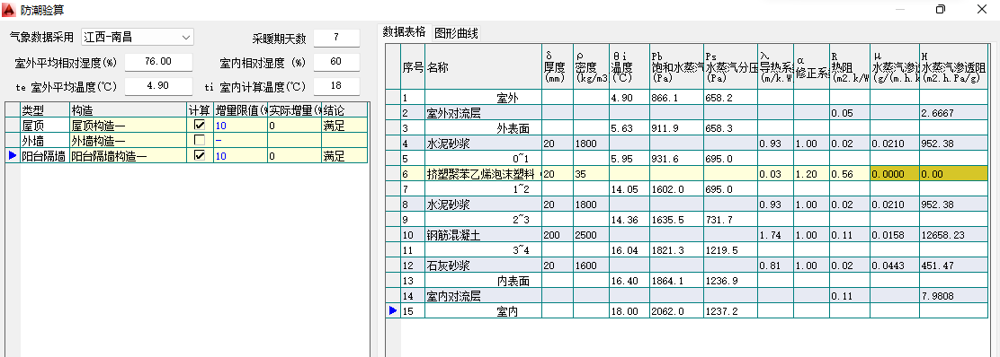 防潮验算
气象数据采用 江西-南昌 采暖期天数 7
室外平均相对湿度(%) 76.00 室内相对湿度 (%) 60
te 室外平均温度(℃) 4.90 ti 室内计算温度(℃) 18
类型 构造 计算 增量限值(% 实际增量(% 结论
屋顶 屋顶构造一 10 0 满足
外墙 外墙构造一 -
阳台隔墙 阳台隔墙构造一 10 0 满足
数据表格 图形曲线
序号 名称 δ 厚度 (mm) ρ 密度 (kg/m3 θi 温度 (℃) Pb 饱和水蒸汽 (Pa) Ps 水蒸汽分压 (Pa) λ 导热系 (m/k.W α 修正系 R 热阻 (m2.k/W μ 水蒸汽渗 (g/(m.h.k H 水蒸汽渗透阻 (m2.h.Pa/g)
1 室外 4.90 866.1 658.2
2 室外对流层 0.05 2.6667
3 外表面 5.63 911.9 658.3
4 水泥砂浆 20 1800 0.93 1.00 0.02 0.0210 952.38
5 0~1 5.95 931.6 695.0
6 挤塑聚苯乙烯泡沫塑料 20 35 0.03 1.20 0.56 0.0000 0.00
7 1~2 14.05 1602.0 695.0
8 水泥砂浆 20 1800 0.93 1.00 0.02 0.0210 952.38
9 2~3 14.36 1635.5 731.7
10 钢筋混凝土 200 2500 1.74 1.00 0.11 0.0158 12658.23
11 3~4 16.04 1821.3 1219.5
12 石灰砂浆 20 1600 0.81 1.00 0.02 0.0443 451.47
13 内表面 16.40 1864.1 1236.9
14 室内对流层 0.11 7.9808
15 室内 18.00 2062.0 1237.2